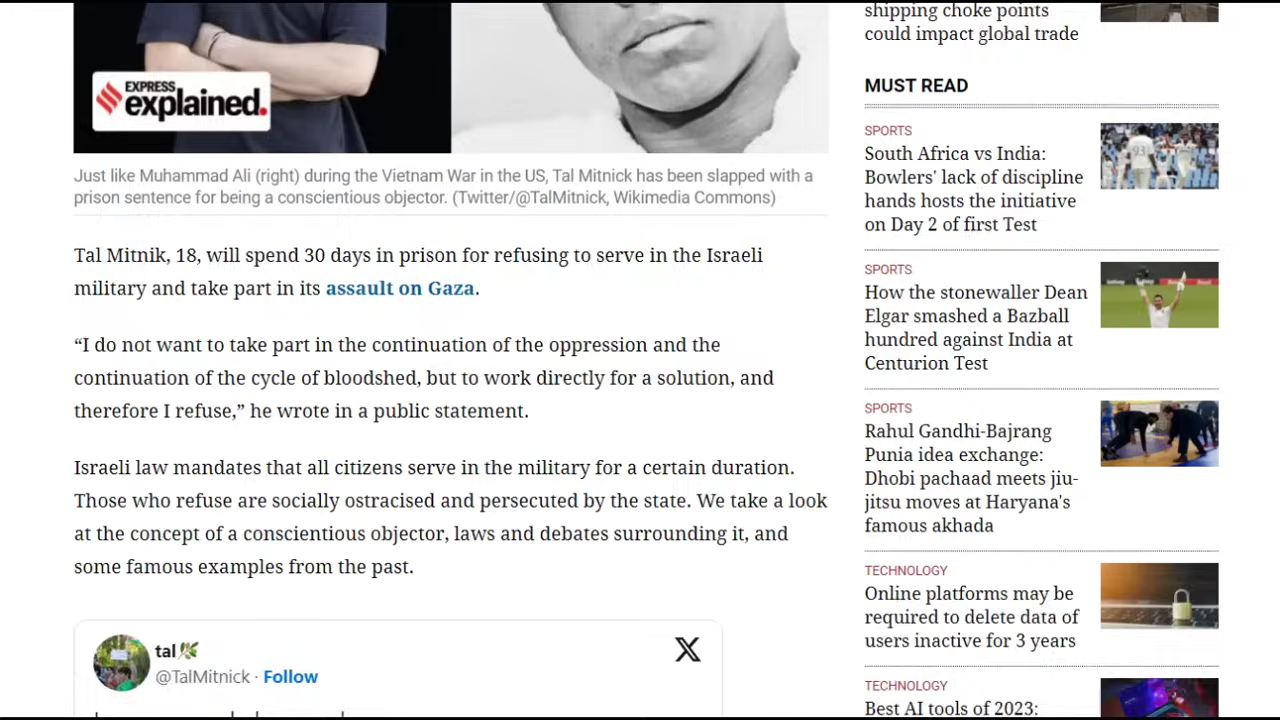 EXPRESS
explained.
Just like Muhammad Ali (right) during the Vietnam War in the US, Tal Mitnick has been slapped with a
prison sentence for being a conscientious objector. (Twitter/@TalMitnick, Wikimedia Commons)
Tal Mitnik, 18, will spend 30 days in prison for refusing to serve in the Israeli
military and take part in its assault on Gaza.
“I do not want to take part in the continuation of the oppression and the
continuation of the cycle of bloodshed, but to work directly for a solution, and
therefore I refuse,” he wrote in a public statement.
Israeli law mandates that all citizens serve in the military for a certain duration.
Those who refuse are socially ostracised and persecuted by the state. We take a look
at the concept of a conscientious objector, laws and debates surrounding it, and
some famous examples from the past.
tal🌿
@TalMitnick · Follow
shipping choke points
could impact global trade
MUST READ
SPORTS
South Africa vs India:
Bowlers' lack of discipline
hands hosts the initiative
on Day 2 of first Test
SPORTS
How the stonewaller Dean
Elgar smashed a Bazball
hundred against India at
Centurion Test
SPORTS
Rahul Gandhi-Bajrang
Punia idea exchange:
Dhobi pachaad meets jiu-
jitsu moves at Haryana's
famous akhada
TECHNOLOGY
Online platforms may be
required to delete data of
users inactive for 3 years
TECHNOLOGY
Best AI tools of 2023: